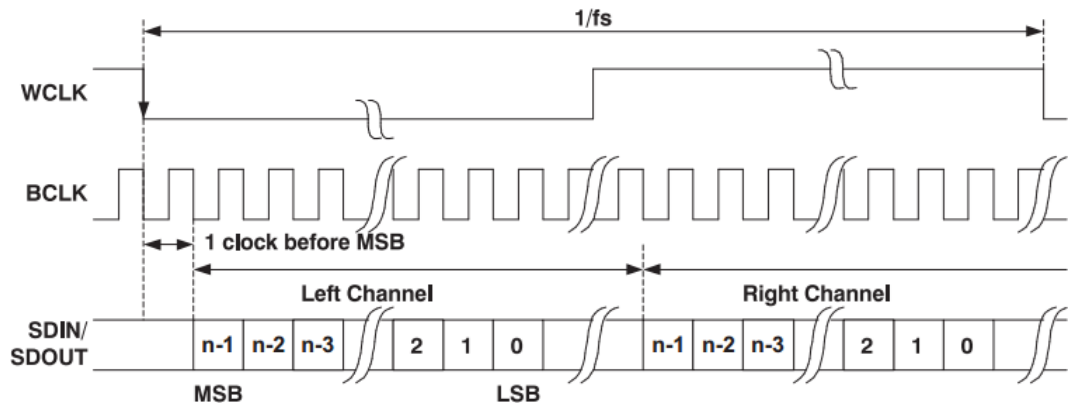 1/fs
WCLK
BCLK
1 clock before MSB
Left Channel
Right Channel
SDIN/
SDOUT
n-1 n-2 n-3 2 1 0 n-1 n-2 n-3 2 1 0
MSB LSB